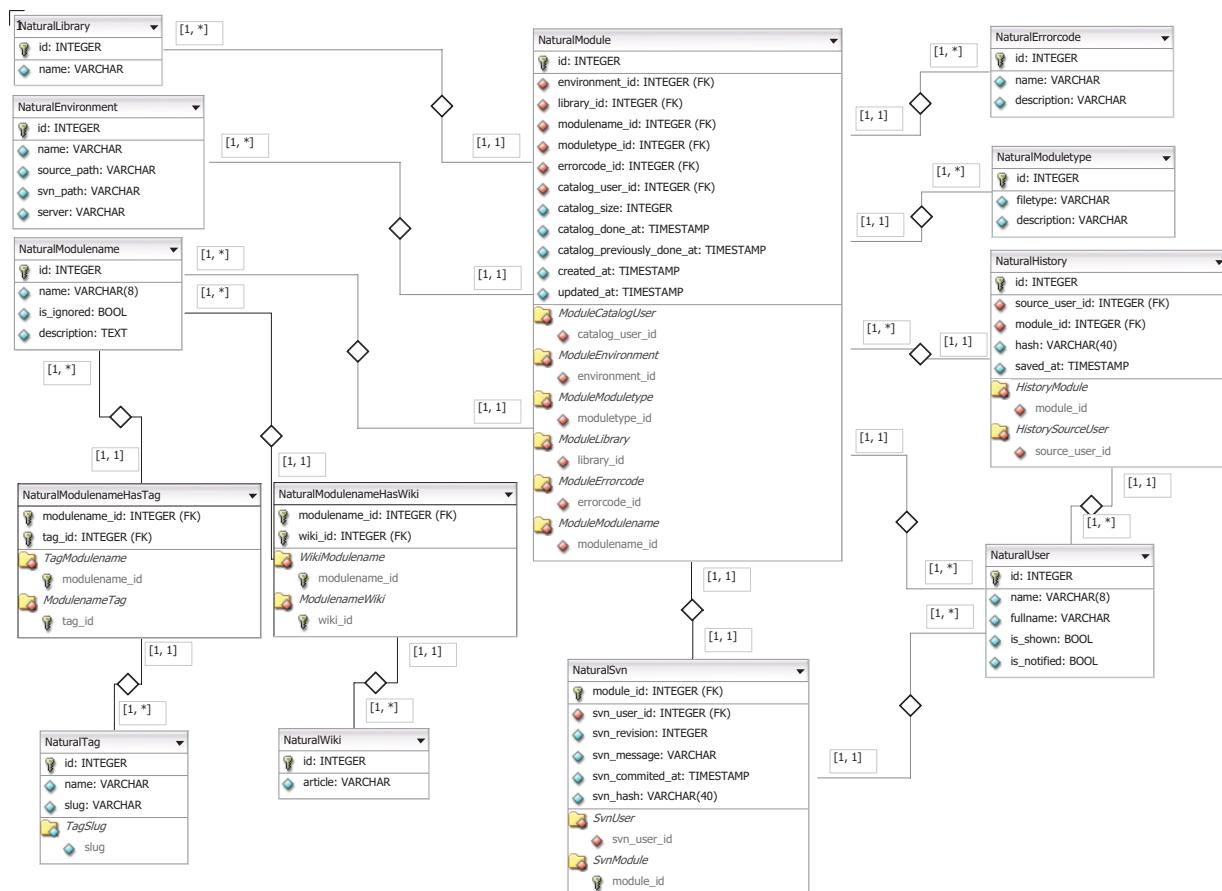 1
NaturalLibrary
id: INTEGER
name: VARCHAR
[1, *]
[1, 1]
NaturalEnvironment
id: INTEGER
name: VARCHAR
source_path: VARCHAR
svn_path: VARCHAR
server: VARCHAR
[1, *]
[1, 1]
NaturalModulename
id: INTEGER
name: VARCHAR(8)
is_ignored: BOOL
description: TEXT
[1, *]
[1, *]
[1, 1]
[1, *]
[1, 1]
[1, 1]
NaturalModulenameHasTag
modulename_id: INTEGER (FK)
tag_id: INTEGER (FK)
TagModulename
modulename_id
ModulenameTag
tag_id
[1, 1]
[1, *]
NaturalTag
id: INTEGER
name: VARCHAR
slug: VARCHAR
TagSlug
slug
NaturalModulenameHasWiki
modulename_id: INTEGER (FK)
wiki_id: INTEGER (FK)
WikiModulename
modulename_id
ModulenameWiki
wiki_id
[1, 1]
[1, *]
NaturalWiki
id: INTEGER
article: VARCHAR
NaturalModule
id: INTEGER
environment_id: INTEGER (FK)
library_id: INTEGER (FK)
modulename_id: INTEGER (FK)
moduletype_id: INTEGER (FK)
errorcode_id: INTEGER (FK)
catalog_user_id: INTEGER (FK)
catalog_size: INTEGER
catalog_done_at: TIMESTAMP
catalog_previously_done_at: TIMESTAMP
created_at: TIMESTAMP
updated_at: TIMESTAMP
ModuleCatalogUser
catalog_user_id
ModuleEnvironment
environment_id
ModuleModuletype
moduletype_id
ModuleLibrary
library_id
ModuleErrorcode
errorcode_id
ModuleModulename
modulename_id
[1, 1]
[1, 1]
NaturalSvn
module_id: INTEGER (FK)
svn_user_id: INTEGER (FK)
svn_revision: INTEGER
svn_message: VARCHAR
svn_commited_at: TIMESTAMP
svn_hash: VARCHAR(40)
SvnUser
svn_user_id
SvnModule
module_id
[1, *]
[1, 1]
NaturalErrorcode
id: INTEGER
name: VARCHAR
description: VARCHAR
[1, *]
[1, 1]
NaturalModuletype
id: INTEGER
filetype: VARCHAR
description: VARCHAR
[1, *]
[1, 1]
NaturalHistory
id: INTEGER
source_user_id: INTEGER (FK)
module_id: INTEGER (FK)
hash: VARCHAR(40)
saved_at: TIMESTAMP
HistoryModule
module_id
HistorySourceUser
source_user_id
[1, 1]
[1, 1]
[1, *]
[1, *]
[1, *]
[1, 1]
NaturalUser
id: INTEGER
name: VARCHAR(8)
fullname: VARCHAR
is_shown: BOOL
is_notified: BOOL